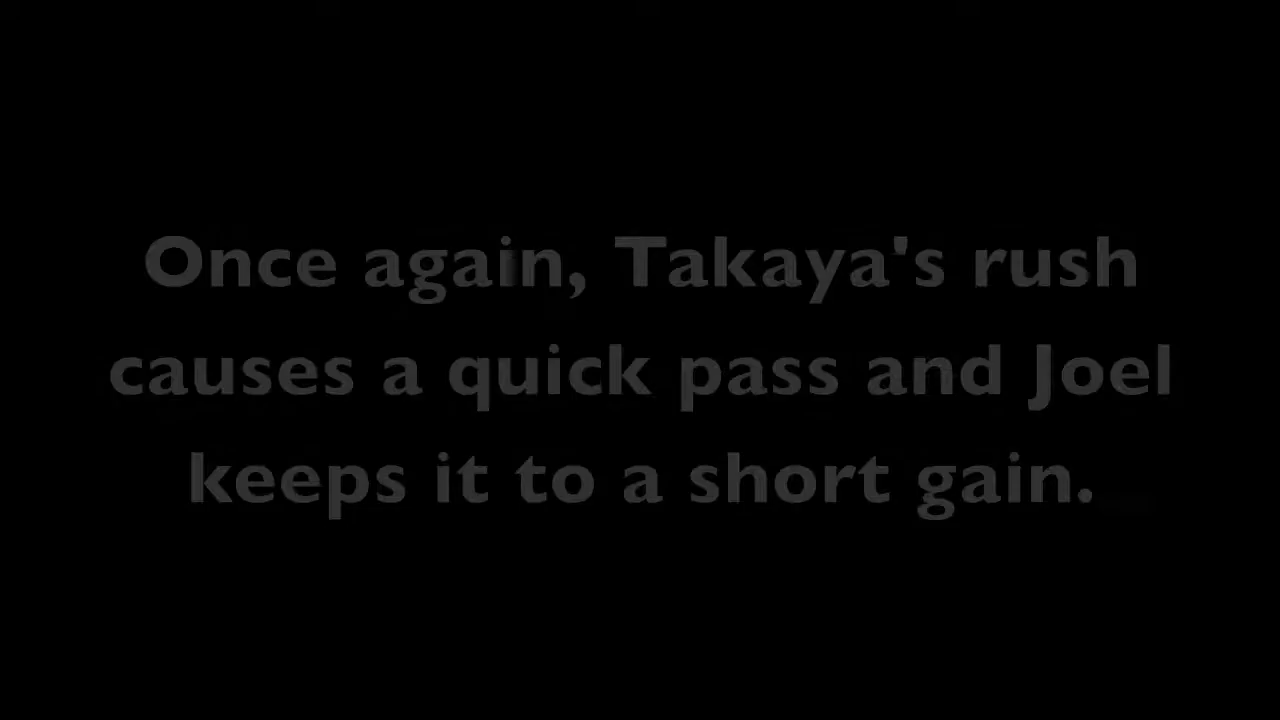 Once again, Takaya's rush
causes a quick pass and Joel
keeps it to a short gain.